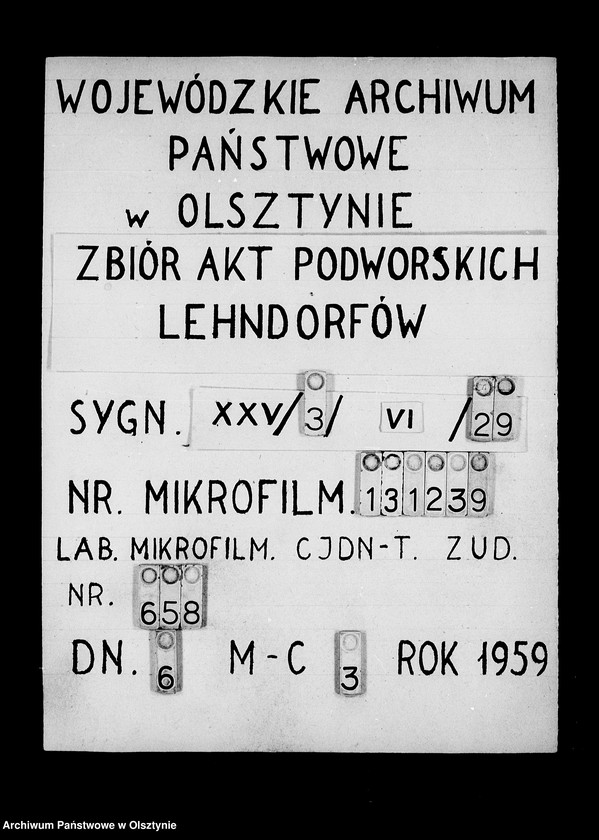 WOJEWÓDZKIE ARCHIWUM
PAŃSTWOWE
w OLSZTYNIE
ZBIÓR AKT PODWORSKICH
LEHNDORFÓW
SYGN. XXV/3/ VI /29
NR. MIKROFILM. 131239
LAB. MIKROFILM. CJDN-T. ZUD.
NR. 658
DN. 6 M-C 3 ROK 1959
Archiwum Państwowe w Olsztynie